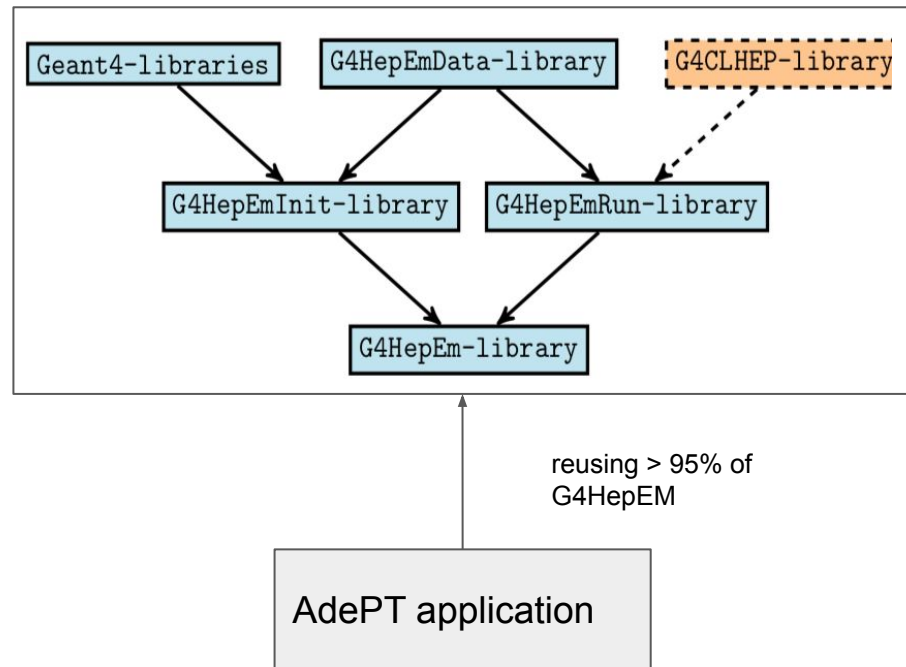 Geant4-libraries
G4HepEmData-library
G4CLHEP-library
G4HepEmInit-library
G4HepEmRun-library
G4HepEm-library
reusing > 95% of
G4HepEM
AdePT application